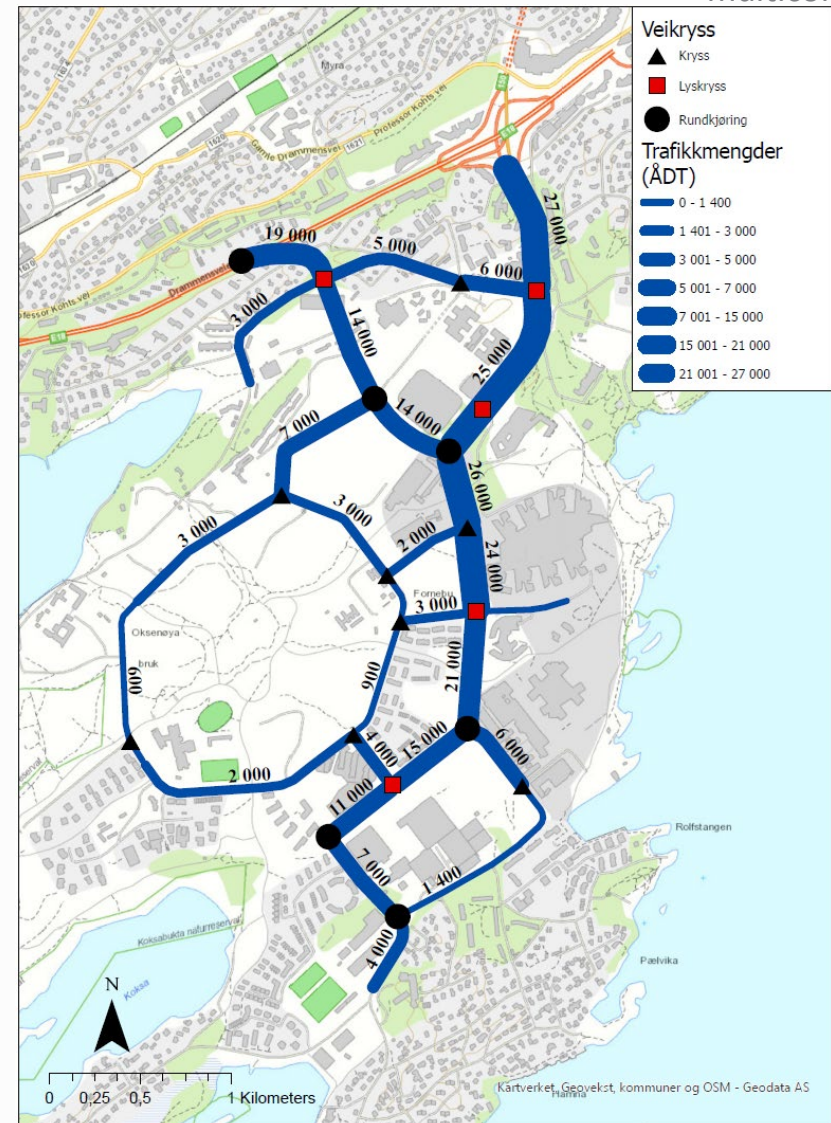 Veikryss
Kryss
Lyskryss
Rundkjøring
Trafikkmengder
(ÅDT)
0 - 1 400
1 401 - 3 000
3 001 - 5 000
5 001 - 7 000
7 001 - 15 000
15 001 - 21 000
21 001 - 27 000
Myra
1621
1620
Gamle Drammensvei
Professor Kohts vei
E18
27 000
19 000
5 000
6 000
Drammensvei
3 000
14 000
25 000
E18
14 000
7 000
26 000
3 000
3 000
2 000
24 000
Fornebu
3 000
Oksenøya
bruk
600
900
21 000
4 000
15 000
6 000
2 000
11 000
Rolfstangen
7 000
1 400
Koksabukta naturreservat
4 000
Pælvika
Koksa
N
0 0,25 0,5 1 Kilometers
Kartverket, Geovekst, kommuner og OSM - Geodata AS